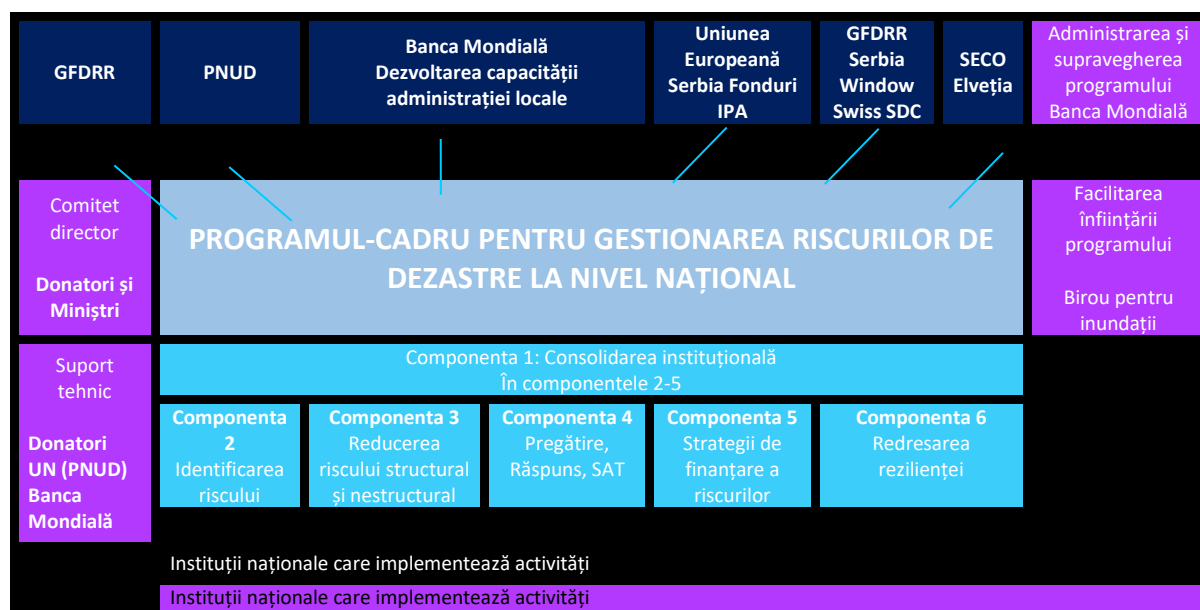 GFDRR
PNUD
Banca Mondială
Dezvoltarea capacității
administrației locale
Uniunea
Europeană
Serbia Fonduri
IPA
GFDRR
Serbia
Window
Swiss SDC
SECO
Elveția
Administrarea și
supravegherea
programului
Banca Mondială
Comitet
director
Donatori și
Miniștri
PROGRAMUL-CADRU PENTRU GESTIONAREA RISCURILOR DE
DEZASTRE LA NIVEL NAȚIONAL
Facilitarea
înființării
programului
Birou pentru
inundații
Suport
tehnic
Donatori
UN (PNUD)
Banca
Mondială
Componenta 1: Consolidarea instituțională
În componentele 2-5
Componenta
2
Identificarea
riscului
Componenta 3
Reducerea
riscului structural
și nestructural
Componenta 4
Pregătire,
Răspuns, SAT
Componenta 5
Strategii de
finanțare a
riscurilor
Componenta 6
Redresarea
rezilienței
Instituții naționale care implementează activități
Instituții naționale care implementează activități